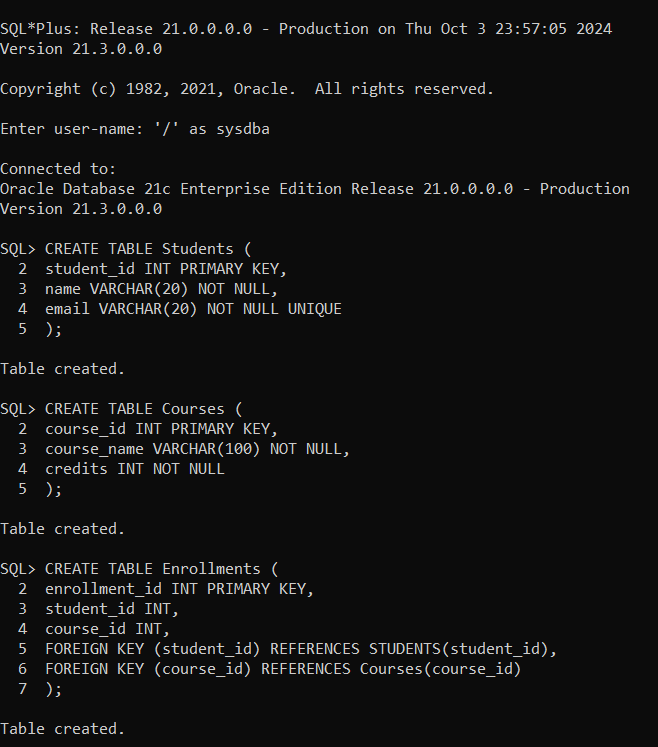 SQL*Plus: Release 21.0.0.0.0 - Production on Thu Oct 3 23:57:05 2024
Version 21.3.0.0.0
Copyright (c) 1982, 2021, Oracle.  All rights reserved.
Enter user-name: '/' as sysdba
Connected to:
Oracle Database 21c Enterprise Edition Release 21.0.0.0.0 - Production
Version 21.3.0.0.0
SQL> CREATE TABLE Students (
  2  student_id INT PRIMARY KEY,
  3  name VARCHAR(20) NOT NULL,
  4  email VARCHAR(20) NOT NULL UNIQUE
  5  );
Table created.
SQL> CREATE TABLE Courses (
  2  course_id INT PRIMARY KEY,
  3  course_name VARCHAR(100) NOT NULL,
  4  credits INT NOT NULL
  5  );
Table created.
SQL> CREATE TABLE Enrollments (
  2  enrollment_id INT PRIMARY KEY,
  3  student_id INT,
  4  course_id INT,
  5  FOREIGN KEY (student_id) REFERENCES STUDENTS(student_id),
  6  FOREIGN KEY (course_id) REFERENCES Courses(course_id)
  7  );
Table created.